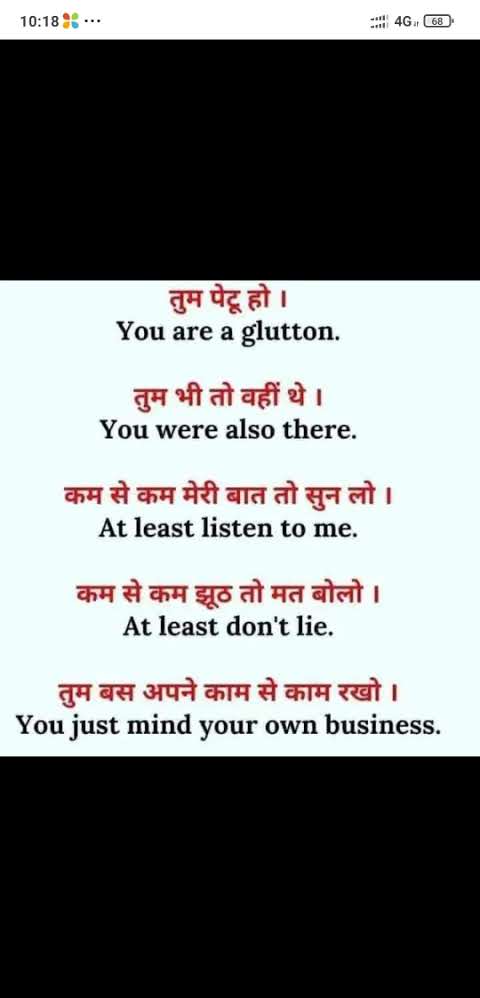 10:18
4G
68
तुम पेटू हो ।
You are a glutton.
तुम भी तो वहीं थे ।
You were also there.
कम से कम मेरी बात तो सुन लो ।
At least listen to me.
कम से कम झूठ तो मत बोलो ।
At least don't lie.
तुम बस अपने काम से काम रखो ।
You just mind your own business.